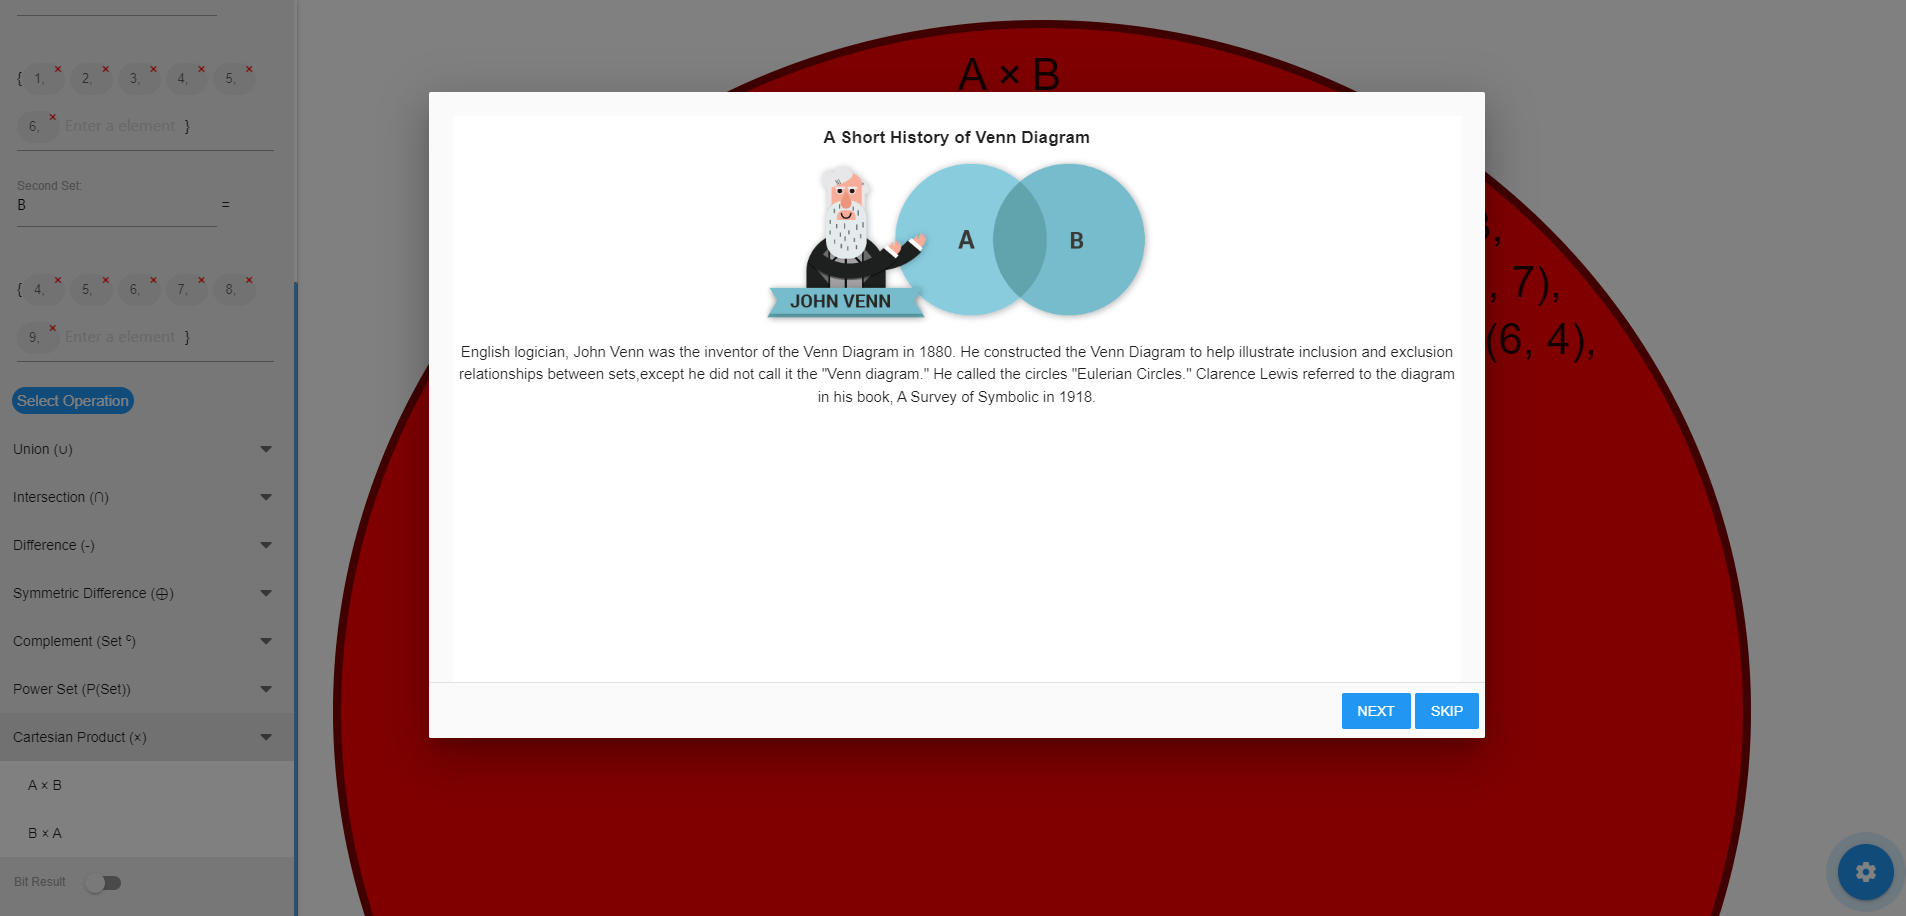 { 1, × 2, × 3, × 4, × 5, ×
6, × Enter a element }
Second Set:
B =
{ 4, × 5, × 6, × 7, × 8, ×
9, × Enter a element }
Select Operation
Union (∪)
Intersection (∩)
Difference (-)
Symmetric Difference (⊕)
Complement (Set ᶜ)
Power Set (P(Set))
Cartesian Product (×)
A × B
B × A
Bit Result
A × B
, 7),
(6, 4),
A Short History of Venn Diagram
A B
JOHN VENN
English logician, John Venn was the inventor of the Venn Diagram in 1880. He constructed the Venn Diagram to help illustrate inclusion and exclusion
relationships between sets,except he did not call it the "Venn diagram." He called the circles "Eulerian Circles." Clarence Lewis referred to the diagram
in his book, A Survey of Symbolic in 1918.
NEXT SKIP